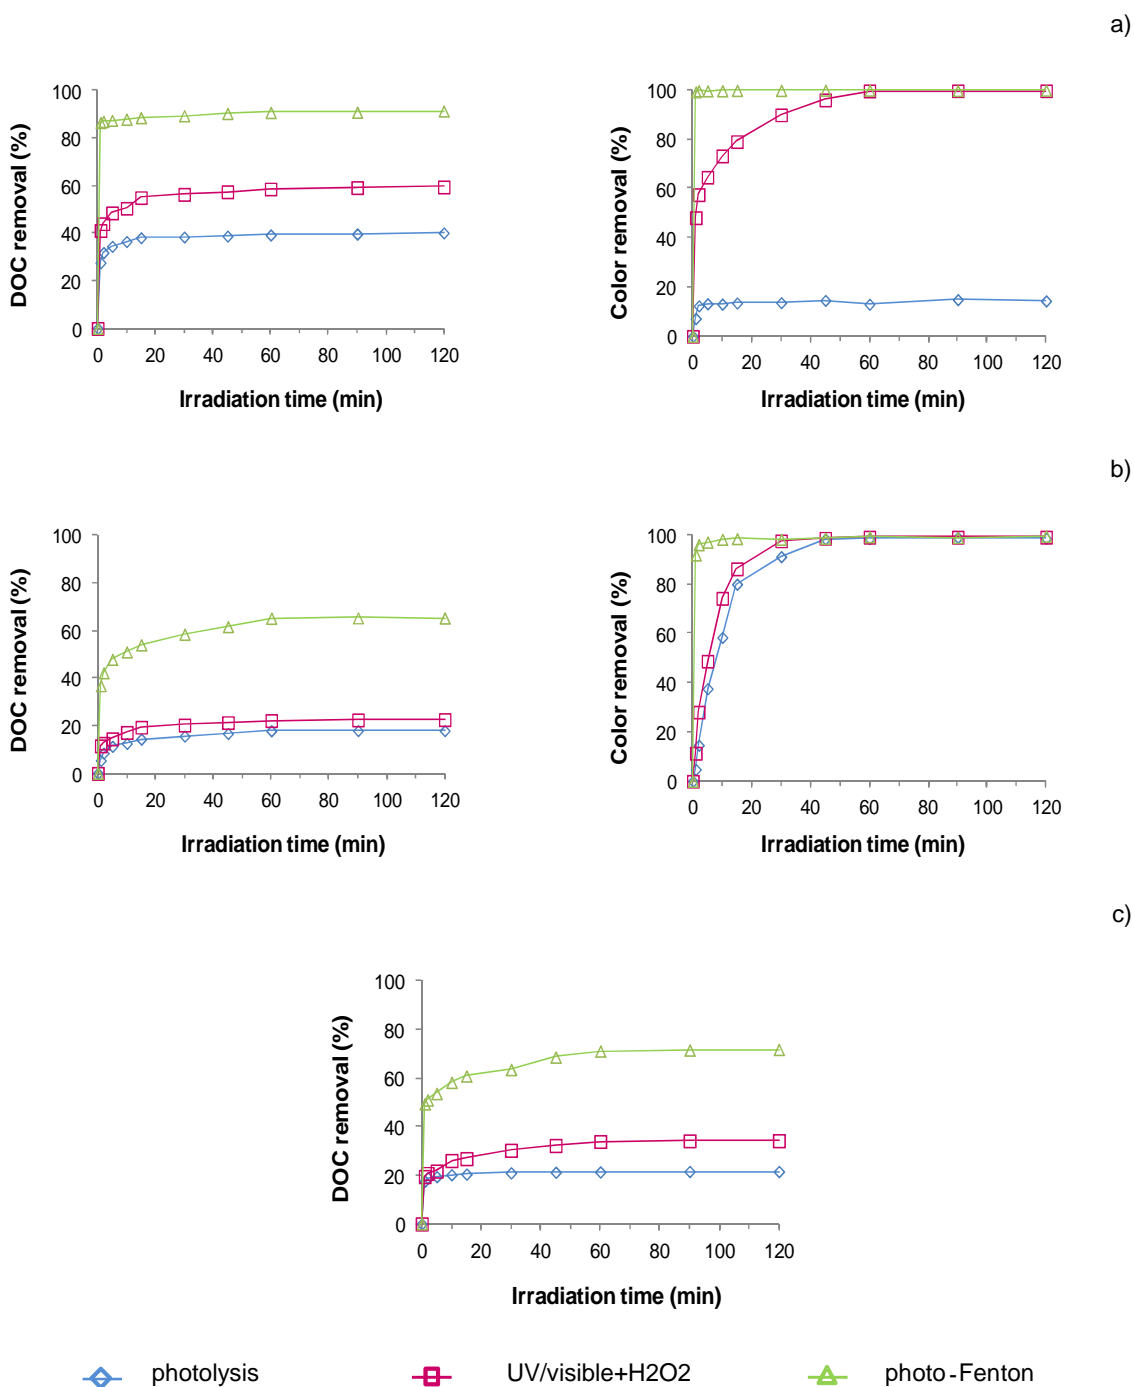 a)
DOC removal (%)
100
80
60
40
20
0
0 20 40 60 80 100 120
Irradiation time (min)
Color removal (%)
100
80
60
40
20
0
0 20 40 60 80 100 120
Irradiation time (min)
b)
DOC removal (%)
100
80
60
40
20
0
0 20 40 60 80 100 120
Irradiation time (min)
Color removal (%)
100
80
60
40
20
0
0 20 40 60 80 100 120
Irradiation time (min)
c)
DOC removal (%)
100
80
60
40
20
0
0 20 40 60 80 100 120
Irradiation time (min)
photolysis UV/visible+H2O2 photo-Fenton